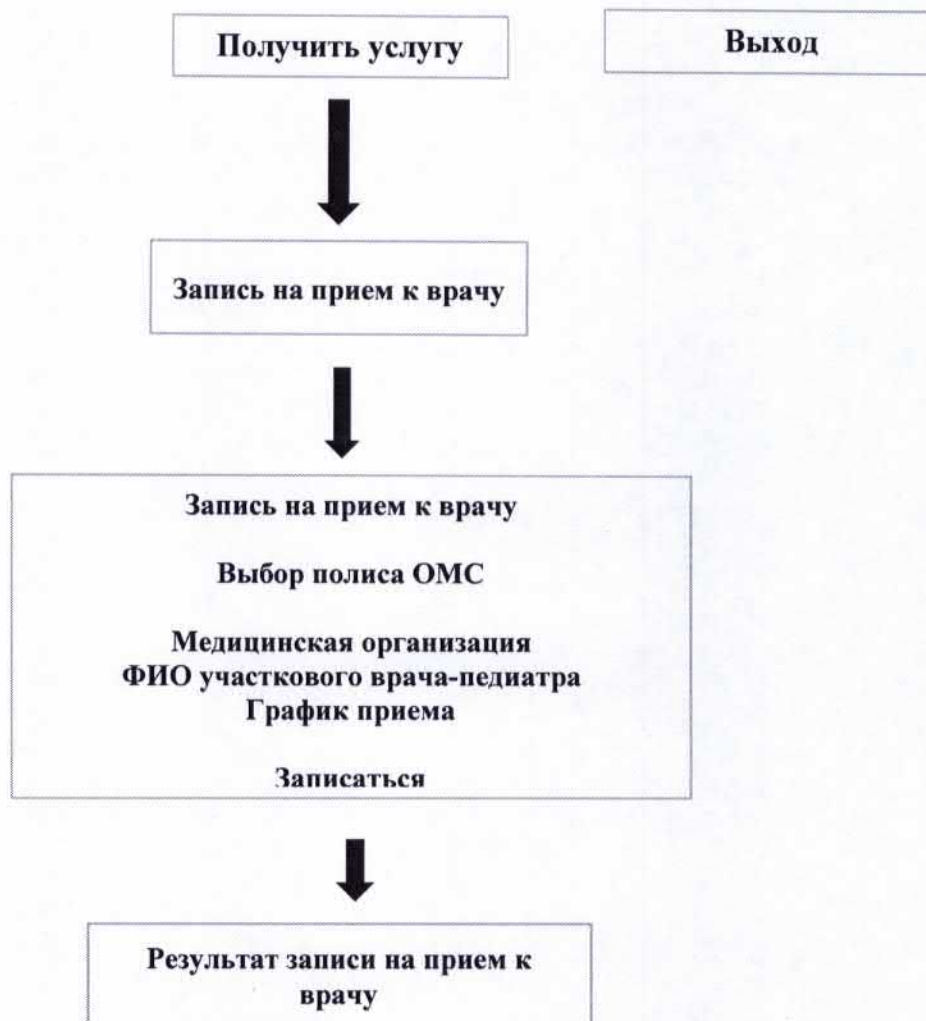 Получить услугу
Выход
Запись на прием к врачу
Запись на прием к врачу
Выбор полиса ОМС
Медицинская организация
ФИО участкового врача-педиатра
График приема
Записаться
Результат записи на прием к
врачу